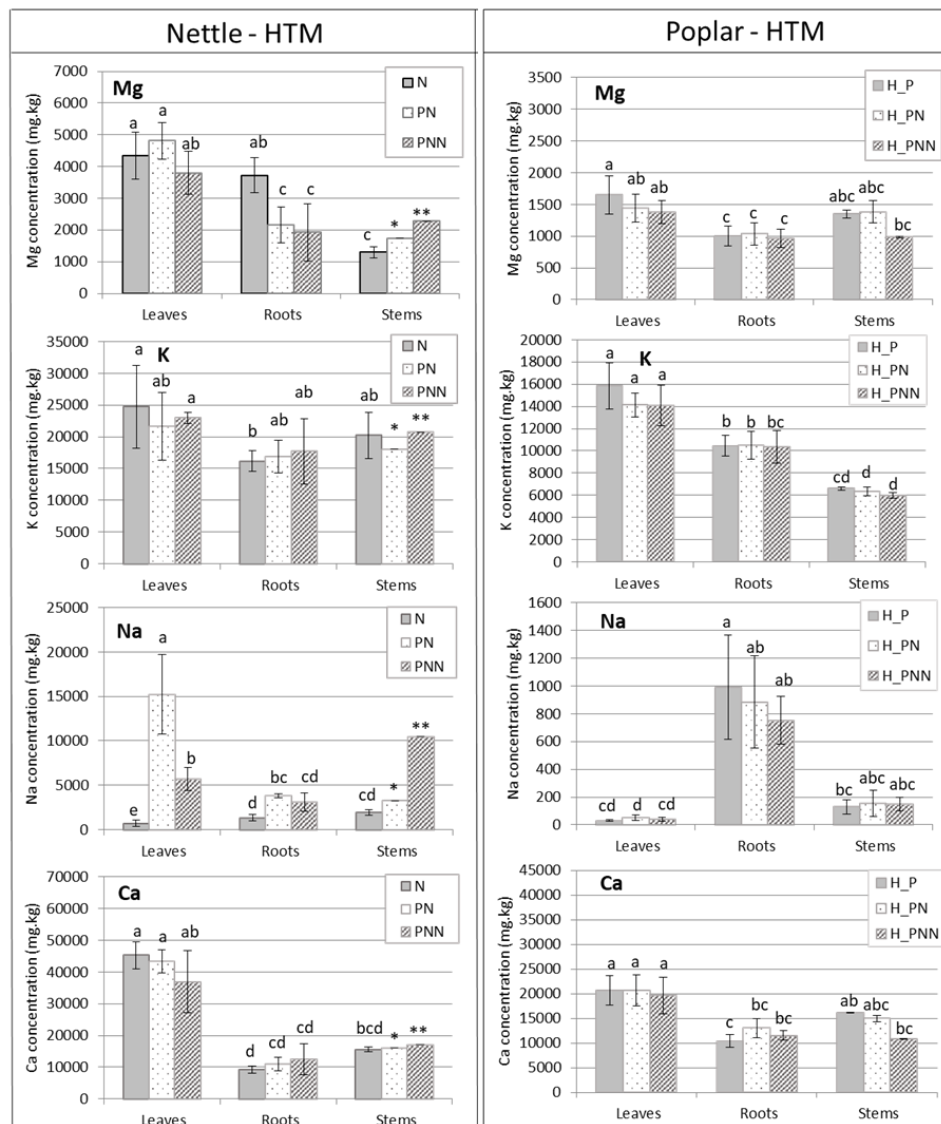 Nettle - HTM
Mg
Mg concentration (mg.kg)
7000
6000
5000
4000
3000
2000
1000
0
a a ab
ab c c
c * **
N
PN
PNN
Leaves Roots Stems
K
K concentration (mg.kg)
35000
30000
25000
20000
15000
10000
5000
0
a ab a
b ab ab
ab * **
N
PN
PNN
Leaves Roots Stems
Na
Na concentration (mg.kg)
25000
20000
15000
10000
5000
0
e a b
d bc cd
cd * **
N
PN
PNN
Leaves Roots Stems
Ca
Ca concentration (mg.kg)
70000
60000
50000
40000
30000
20000
10000
0
a a ab
d cd cd
bcd * **
N
PN
PNN
Leaves Roots Stems
Poplar - HTM
Mg
Mg concentration (mg.kg)
3500
3000
2500
2000
1500
1000
500
0
a ab ab
c c c
abc abc bc
H_P
H_PN
H_PNN
Leaves Roots Stems
K
K concentration (mg.kg)
20000
18000
16000
14000
12000
10000
8000
6000
4000
2000
0
a a a
b b bc
cd d d
H_P
H_PN
H_PNN
Leaves Roots Stems
Na
Na concentration (mg.kg)
1600
1400
1200
1000
800
600
400
200
0
cd d cd
a ab ab
bc abc abc
H_P
H_PN
H_PNN
Leaves Roots Stems
Ca
Ca concentration (mg.kg)
45000
40000
35000
30000
25000
20000
15000
10000
5000
0
a a a
c bc bc
ab abc bc
H_P
H_PN
H_PNN
Leaves Roots Stems